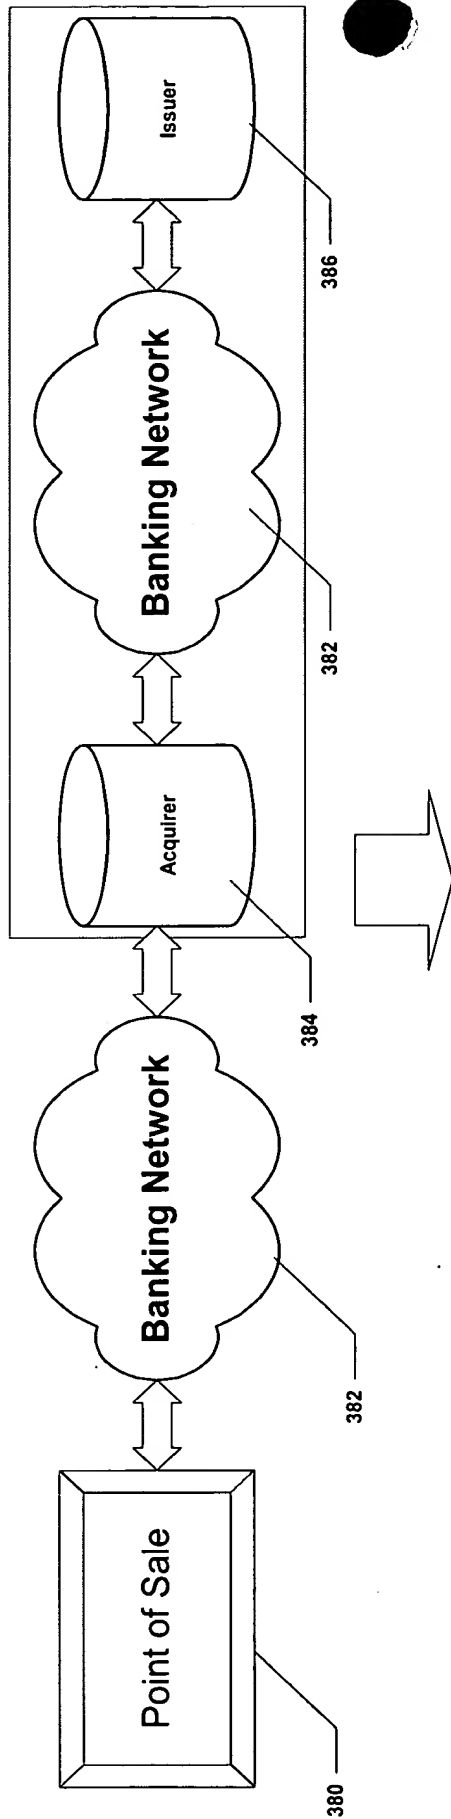 Point of Sale
Banking Network
Acquirer
Banking Network
Issuer
380
382
384
382
386